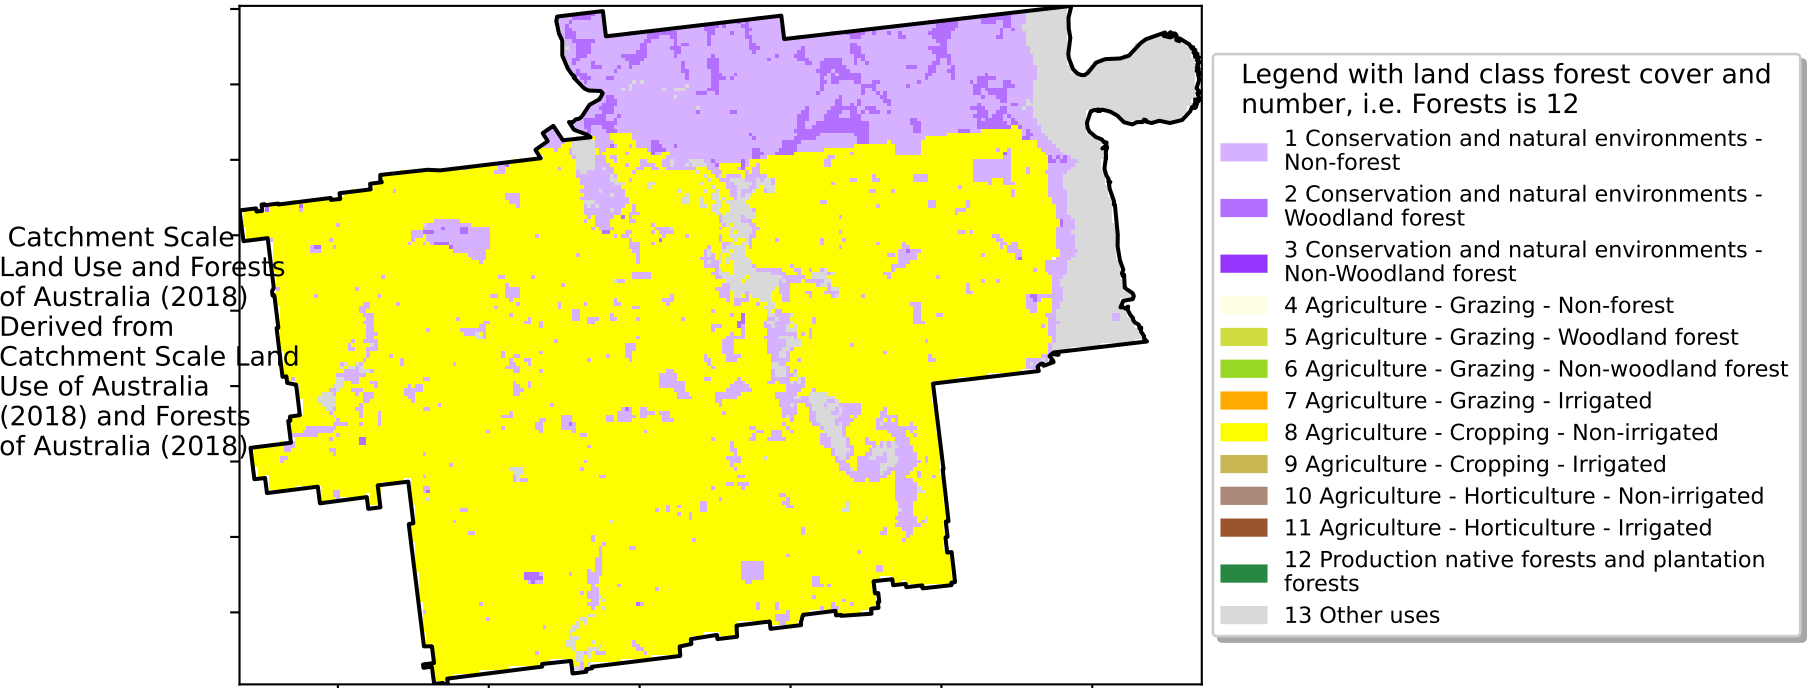 Catchment Scale
Land Use and Forests
of Australia (2018)
Derived from
Catchment Scale Land
Use of Australia
(2018) and Forests
of Australia (2018)
Legend with land class forest cover and
number, i.e. Forests is 12
1 Conservation and natural environments -
Non-forest
2 Conservation and natural environments -
Woodland forest
3 Conservation and natural environments -
Non-Woodland forest
4 Agriculture - Grazing - Non-forest
5 Agriculture - Grazing - Woodland forest
6 Agriculture - Grazing - Non-woodland forest
7 Agriculture - Grazing - Irrigated
8 Agriculture - Cropping - Non-irrigated
9 Agriculture - Cropping - Irrigated
10 Agriculture - Horticulture - Non-irrigated
11 Agriculture - Horticulture - Irrigated
12 Production native forests and plantation
forests
13 Other uses